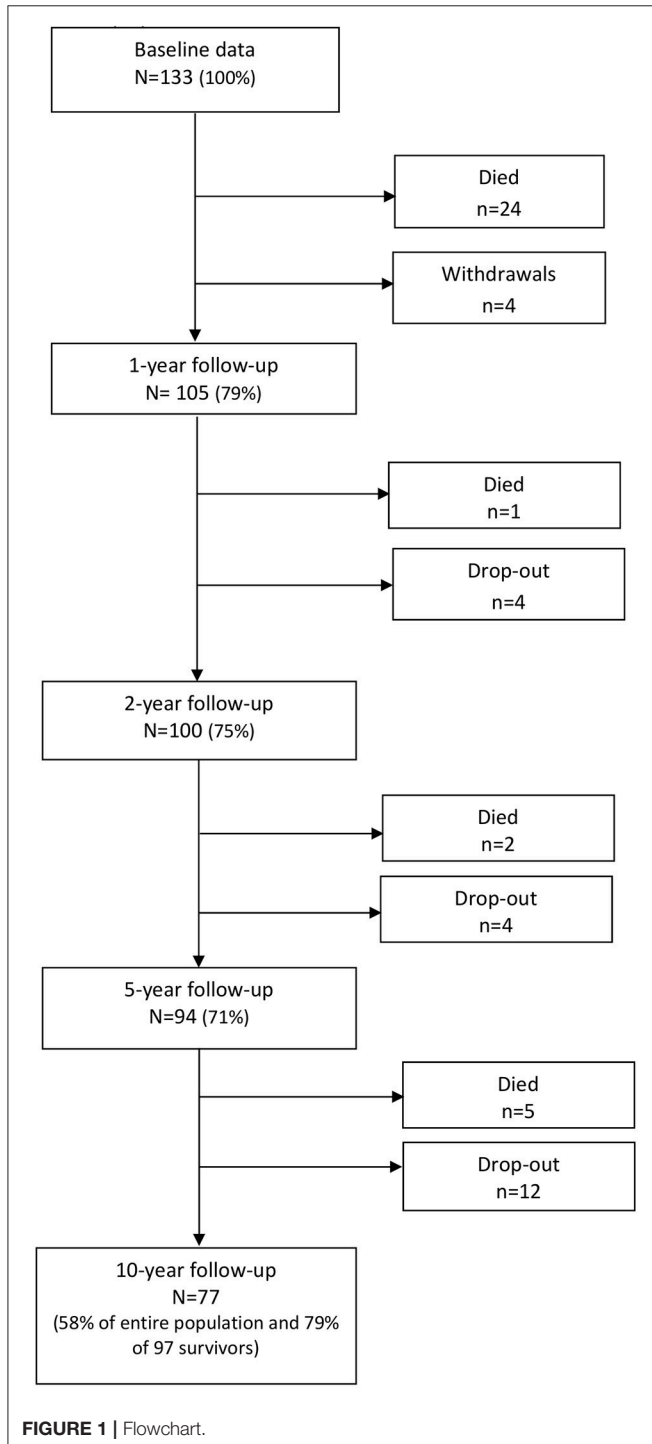 Baseline data
N=133 (100%)
Died
n=24
Withdrawals
n=4
1-year follow-up
N= 105 (79%)
Died
n=1
Drop-out
n=4
2-year follow-up
N=100 (75%)
Died
n=2
Drop-out
n=4
5-year follow-up
N=94 (71%)
Died
n=5
Drop-out
n=12
10-year follow-up
N=77
(58% of entire population and 79%
of 97 survivors)
FIGURE 1 | Flowchart.